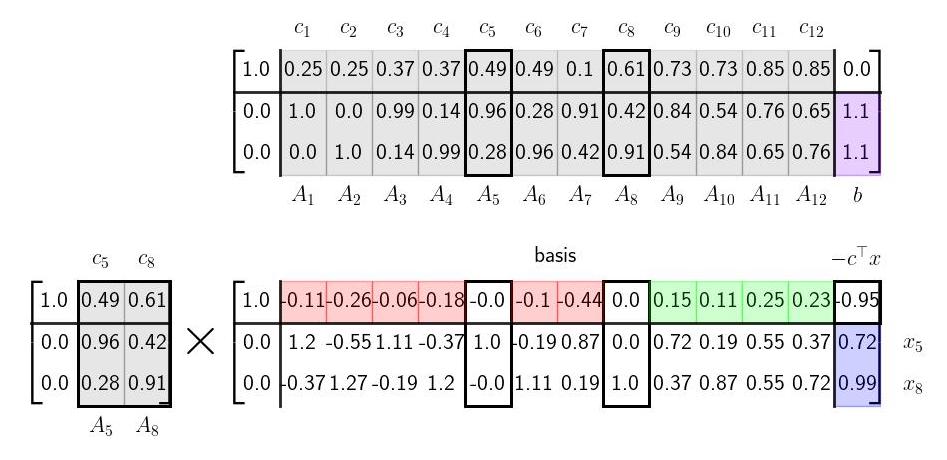 c₁ c₂ c₃ c₄ c₅ c₆ c₇ c₈ c₉ c₁₀ c₁₁ c₁₂
1.0 0.25 0.25 0.37 0.37 0.49 0.49 0.1 0.61 0.73 0.73 0.85 0.85 0.0
0.0 1.0 0.0 0.99 0.14 0.96 0.28 0.91 0.42 0.84 0.54 0.76 0.65 1.1
0.0 0.0 1.0 0.14 0.99 0.28 0.96 0.42 0.91 0.54 0.84 0.65 0.76 1.1
A₁ A₂ A₃ A₄ A₅ A₆ A₇ A₈ A₉ A₁₀ A₁₁ A₁₂ b
c₅ c₈
1.0 0.49 0.61
0.0 0.96 0.42
0.0 0.28 0.91
A₅ A₈
×
basis −c⊤x
1.0 -0.11 -0.26 -0.06 -0.18 -0.0 -0.1 -0.44 0.0 0.15 0.11 0.25 0.23 -0.95
0.0 1.2 -0.55 1.11 -0.37 1.0 -0.19 0.87 0.0 0.72 0.19 0.55 0.37 0.72 x₅
0.0 -0.37 1.27 -0.19 1.2 -0.0 1.11 0.19 1.0 0.37 0.87 0.55 0.72 0.99 x₈